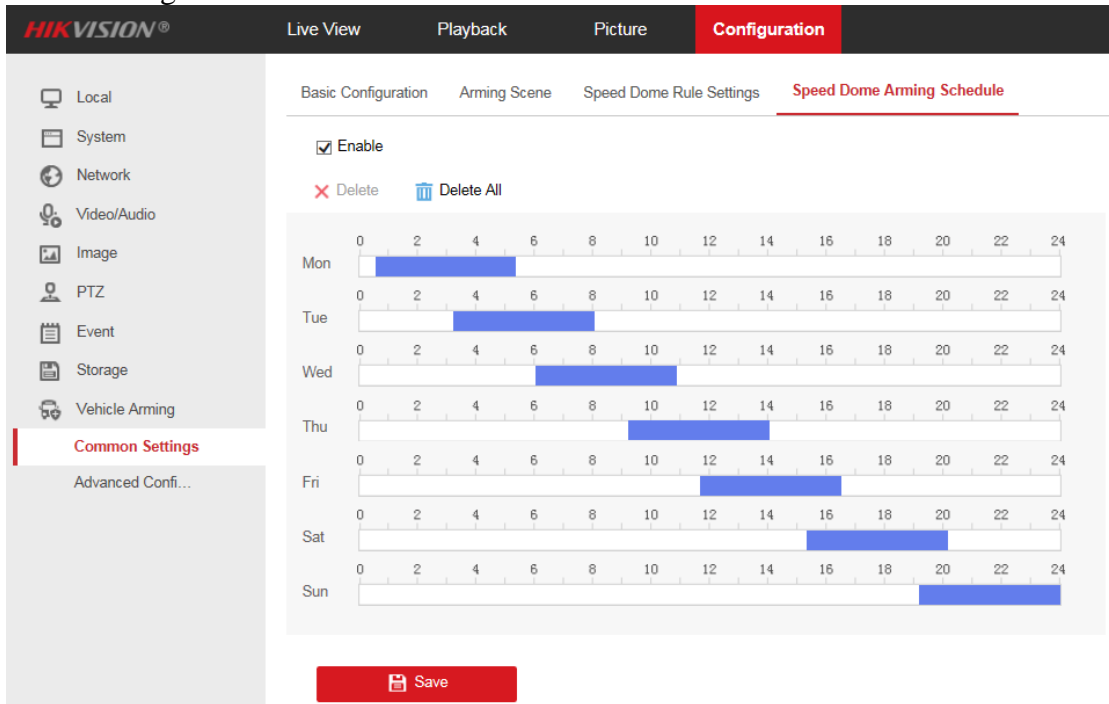 HIKVISION® Live View Playback Picture Configuration
Local
System
Network
Video/Audio
Image
PTZ
Event
Storage
Vehicle Arming
Common Settings
Advanced Confi...
Basic Configuration Arming Scene Speed Dome Rule Settings Speed Dome Arming Schedule
Enable
Delete Delete All
0 2 4 6 8 10 12 14 16 18 20 22 24
Mon
0 2 4 6 8 10 12 14 16 18 20 22 24
Tue
0 2 4 6 8 10 12 14 16 18 20 22 24
Wed
0 2 4 6 8 10 12 14 16 18 20 22 24
Thu
0 2 4 6 8 10 12 14 16 18 20 22 24
Fri
0 2 4 6 8 10 12 14 16 18 20 22 24
Sat
0 2 4 6 8 10 12 14 16 18 20 22 24
Sun
Save